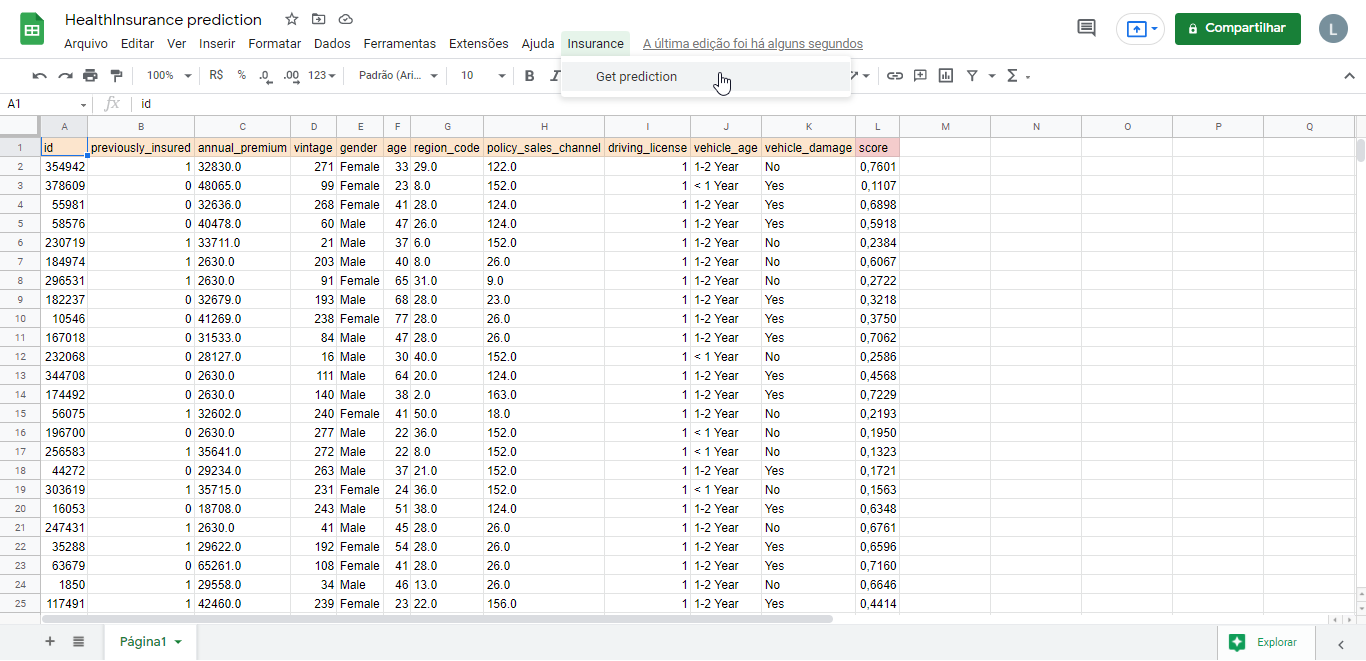 HealthInsurance prediction
Arquivo Editar Ver Inserir Formatar Dados Ferramentas Extensões Ajuda Insurance A última edição foi há alguns segundos
Compartilhar
L
100% R$ % .0 .00 123 Padrão (Ari... 10 B I
Get prediction
A1 fx id
A B C D E F G H I J K L M N O P Q
1 id previously_insured annual_premium vintage gender age region_code policy_sales_channel driving_license vehicle_age vehicle_damage score
2 354942 1 32830.0 271 Female 33 29.0 122.0 1 1-2 Year No 0,7601
3 378609 0 48065.0 99 Female 23 8.0 152.0 1 < 1 Year Yes 0,1107
4 55981 0 32636.0 268 Female 41 28.0 124.0 1 1-2 Year Yes 0,6898
5 58576 0 40478.0 60 Male 47 26.0 124.0 1 1-2 Year Yes 0,5918
6 230719 1 33711.0 21 Male 37 6.0 152.0 1 1-2 Year No 0,2384
7 184974 1 2630.0 203 Male 40 8.0 26.0 1 1-2 Year No 0,6067
8 296531 1 2630.0 91 Female 65 31.0 9.0 1 1-2 Year No 0,2722
9 182237 0 32679.0 193 Male 68 28.0 23.0 1 1-2 Year Yes 0,3218
10 10546 0 41269.0 238 Female 77 28.0 26.0 1 1-2 Year Yes 0,3750
11 167018 0 31533.0 84 Male 47 28.0 26.0 1 1-2 Year Yes 0,7062
12 232068 0 28127.0 16 Male 30 40.0 152.0 1 < 1 Year No 0,2586
13 344708 0 2630.0 111 Male 64 20.0 124.0 1 1-2 Year Yes 0,4568
14 174492 0 2630.0 140 Male 38 2.0 163.0 1 1-2 Year Yes 0,7229
15 56075 1 32602.0 240 Female 41 50.0 18.0 1 1-2 Year No 0,2193
16 196700 0 2630.0 277 Male 22 36.0 152.0 1 < 1 Year No 0,1950
17 256583 1 35641.0 272 Male 22 8.0 152.0 1 < 1 Year No 0,1323
18 44272 0 29234.0 263 Male 37 21.0 152.0 1 1-2 Year Yes 0,1721
19 303619 1 35715.0 231 Female 24 36.0 152.0 1 < 1 Year No 0,1563
20 16053 0 18708.0 243 Male 51 38.0 124.0 1 1-2 Year Yes 0,6348
21 247431 1 2630.0 41 Male 45 28.0 26.0 1 1-2 Year No 0,6761
22 35288 1 29622.0 192 Female 54 28.0 26.0 1 1-2 Year Yes 0,6596
23 63679 0 65261.0 108 Female 41 28.0 26.0 1 1-2 Year Yes 0,7160
24 1850 1 29558.0 34 Male 46 13.0 26.0 1 1-2 Year No 0,6646
25 117491 1 42460.0 239 Female 23 22.0 156.0 1 1-2 Year Yes 0,4414
Página1 Explorar